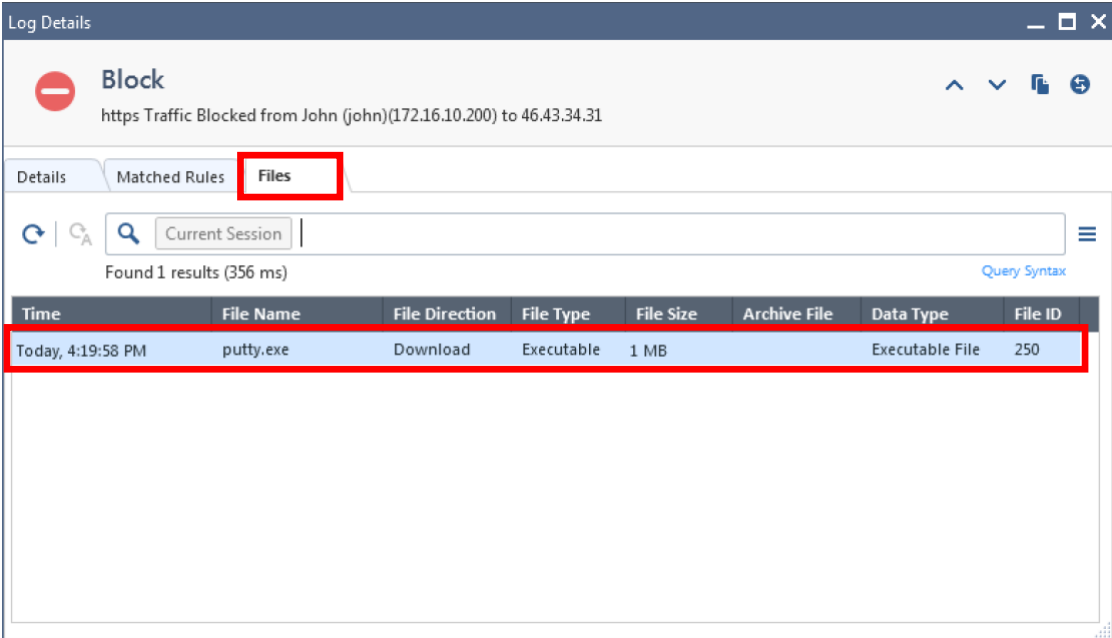 Log Details
Block
https Traffic Blocked from John (john)(172.16.10.200) to 46.43.34.31
Details Matched Rules Files
Current Session
Found 1 results (356 ms) Query Syntax
Time File Name File Direction File Type File Size Archive File Data Type File ID
Today, 4:19:58 PM putty.exe Download Executable 1 MB Executable File 250